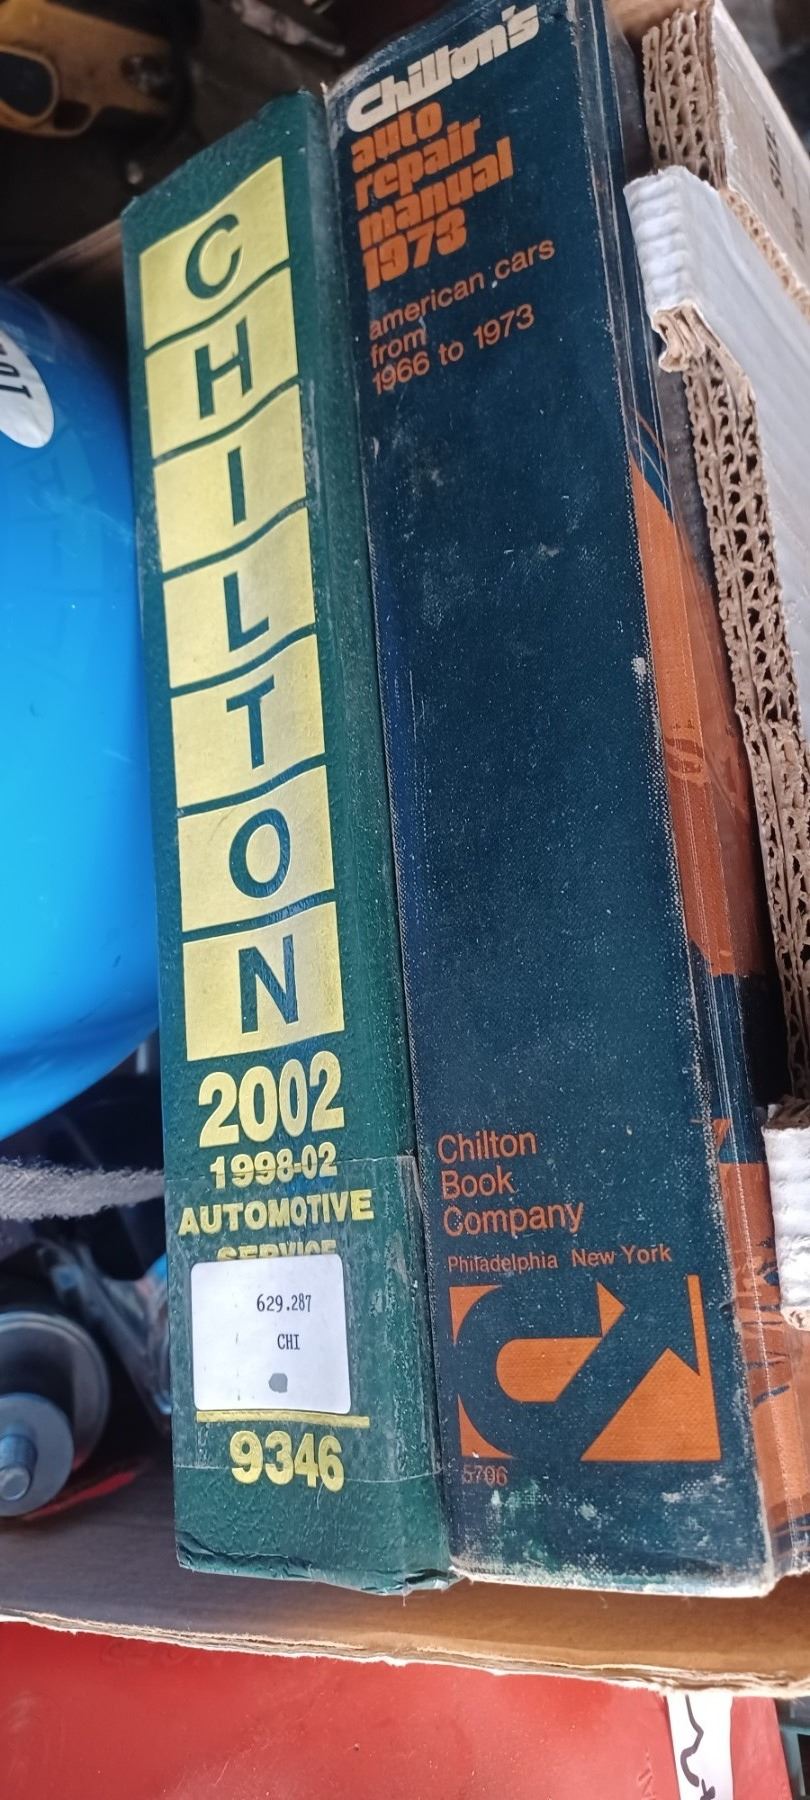 CHILTON
2002
1998-02
AUTOMOTIVE
SERVICE
629.287
CHI
9346
Chilton's
auto
repair
manual
1973
american cars
from
1966 to 1973
Chilton
Book
Company
Philadelphia New York
5706